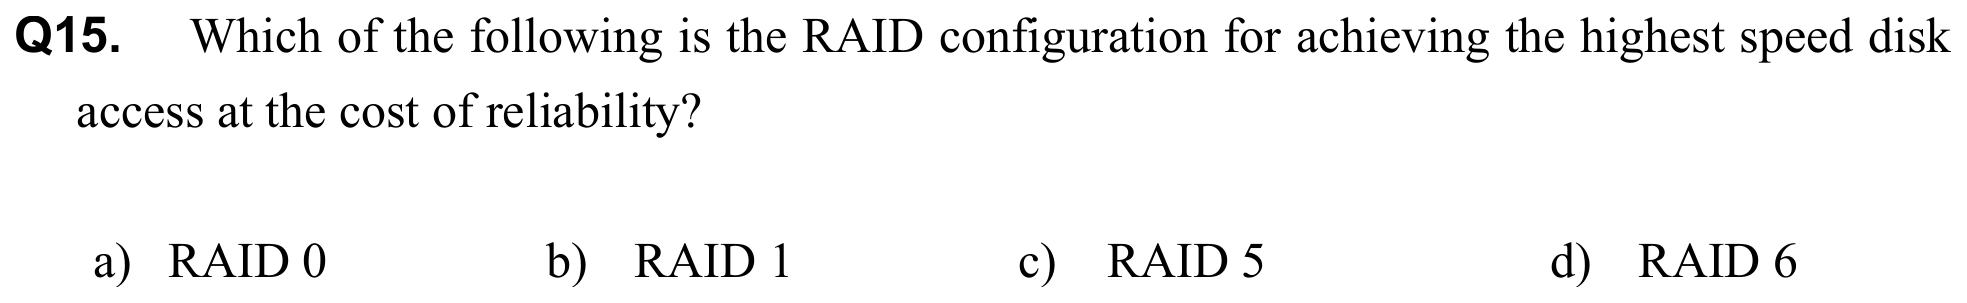 Q15. Which of the following is the RAID configuration for achieving the highest speed disk
access at the cost of reliability?
a) RAID 0 b) RAID 1 c) RAID 5 d) RAID 6